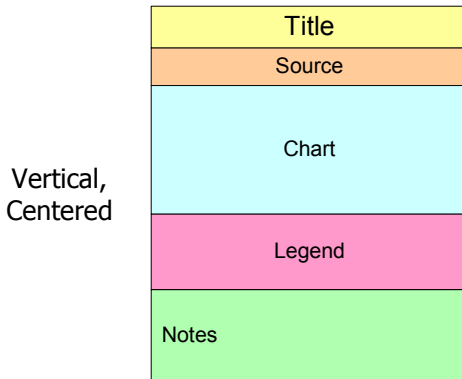 Title
Source
Chart
Vertical,
Centered
Legend
Notes